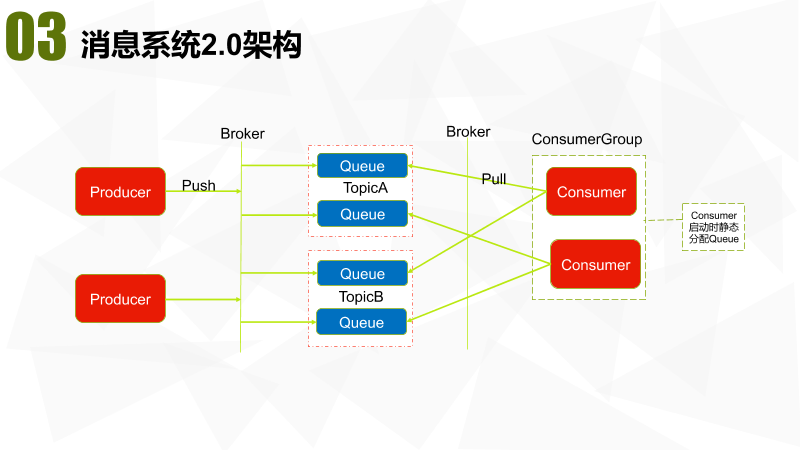 03 消息系统2.0架构
Broker
Broker
ConsumerGroup
Queue
Pull
Producer
Push
TopicA
Consumer
Queue
Consumer
启动时静态
分配Queue
Queue
Consumer
Producer
TopicB
Queue